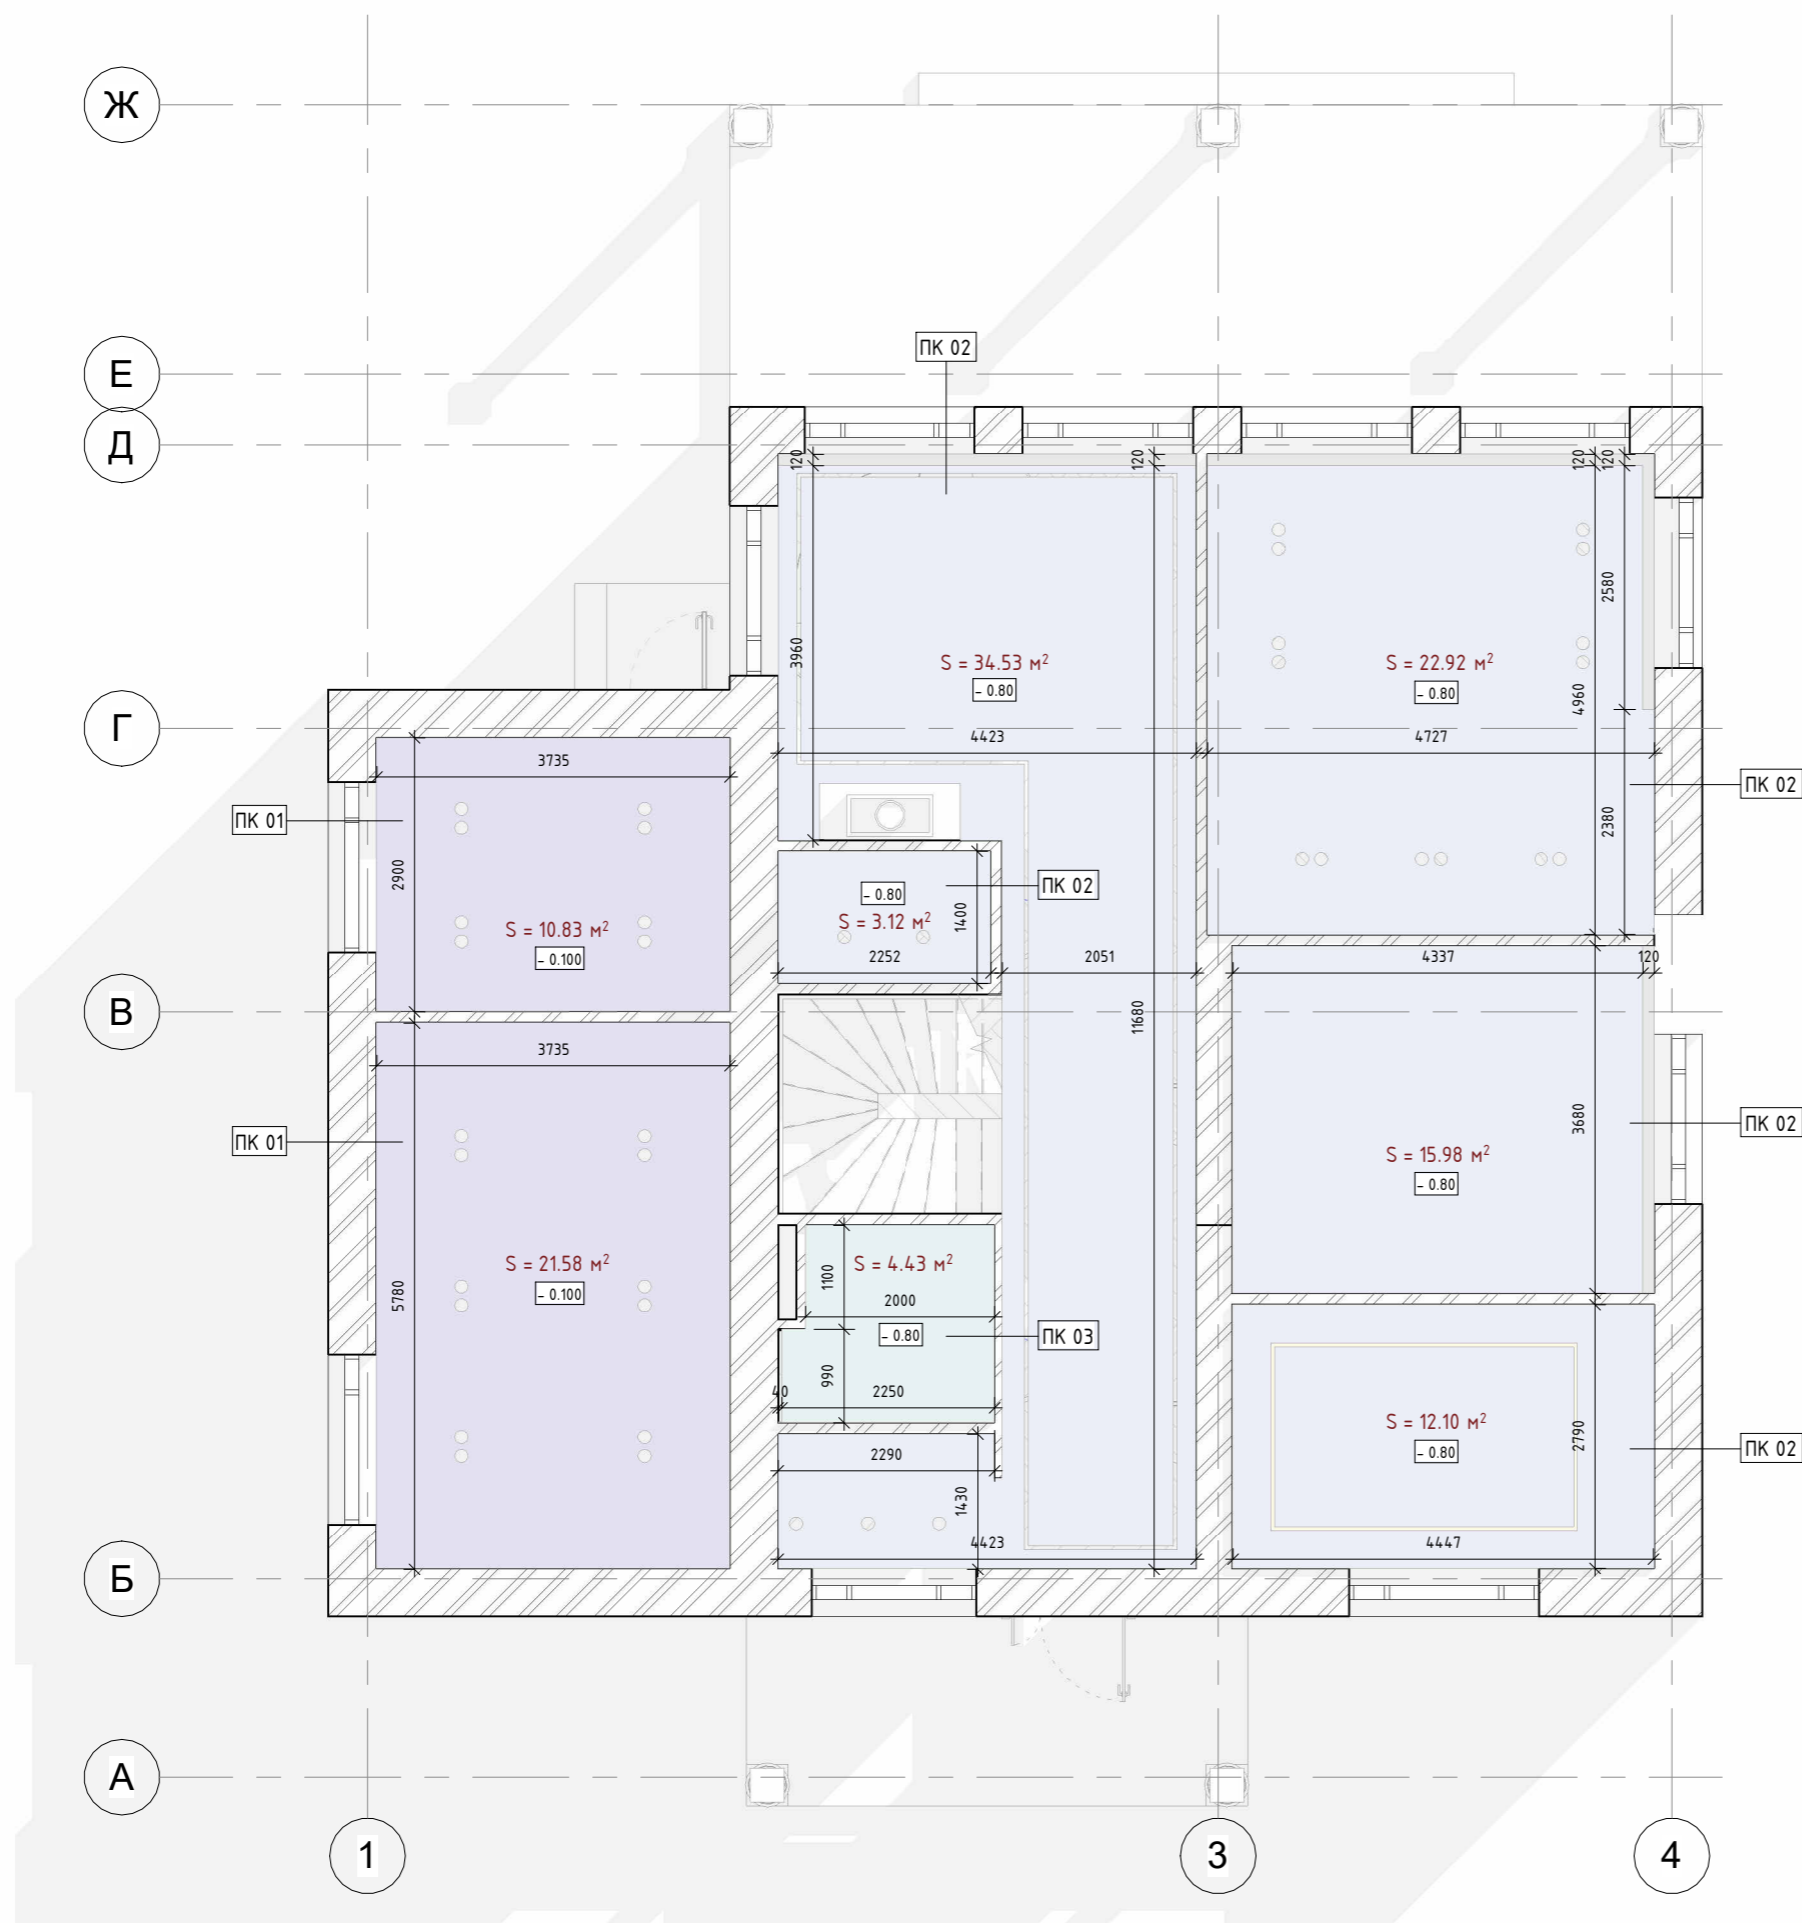 Ж
Е
ПК 02
Д
120
120
120
120
2580
3960
S = 34.53 м²
- 0.80
S = 22.92 м²
- 0.80
4960
Г
4423
4727
3735
ПК 02
ПК 01
2380
2900
- 0.80
ПК 02
S = 3.12 м²
1400
S = 10.83 м²
- 0.100
2252
2051
4337
120
В
11680
3735
3680
ПК 02
ПК 01
S = 15.98 м²
- 0.80
S = 21.58 м²
- 0.100
5780
S = 4.43 м²
1100
2000
- 0.80
ПК 03
990
40
2250
S = 12.10 м²
- 0.80
2790
ПК 02
2290
1430
4423
4447
Б
А
1
3
4